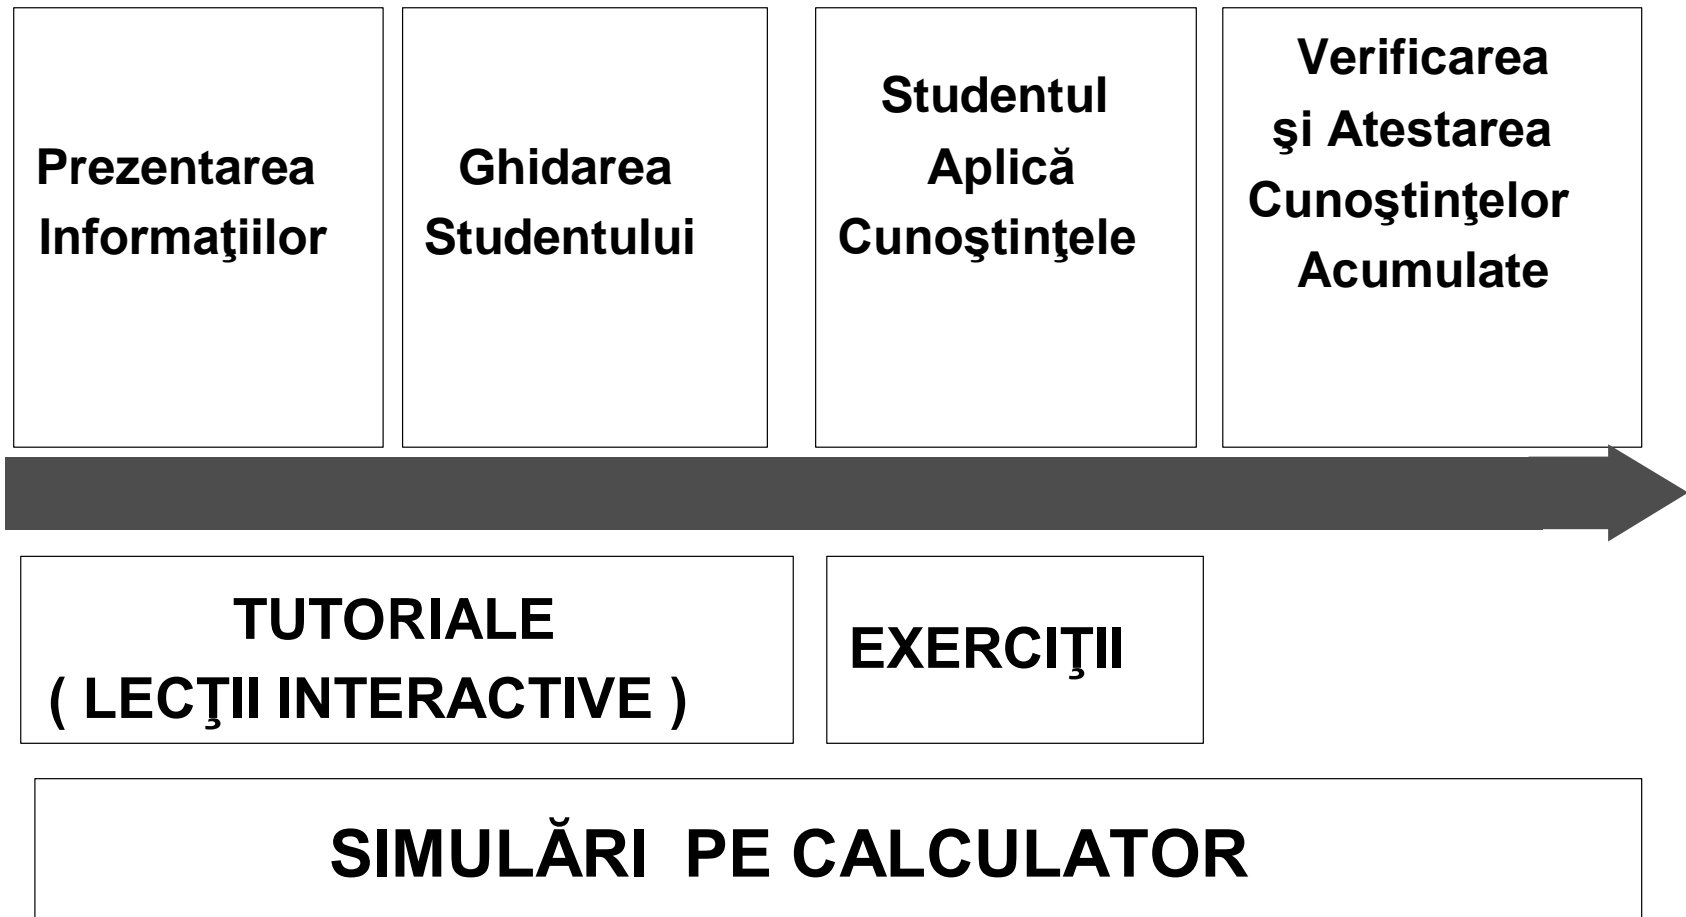 Prezentarea
Informaţiilor
Ghidarea
Studentului
Studentul
Aplică
Cunoştinţele
Verificarea
şi Atestarea
Cunoştinţelor
Acumulate
TUTORIALE
( LECŢII INTERACTIVE )
EXERCIŢII
SIMULĂRI PE CALCULATOR